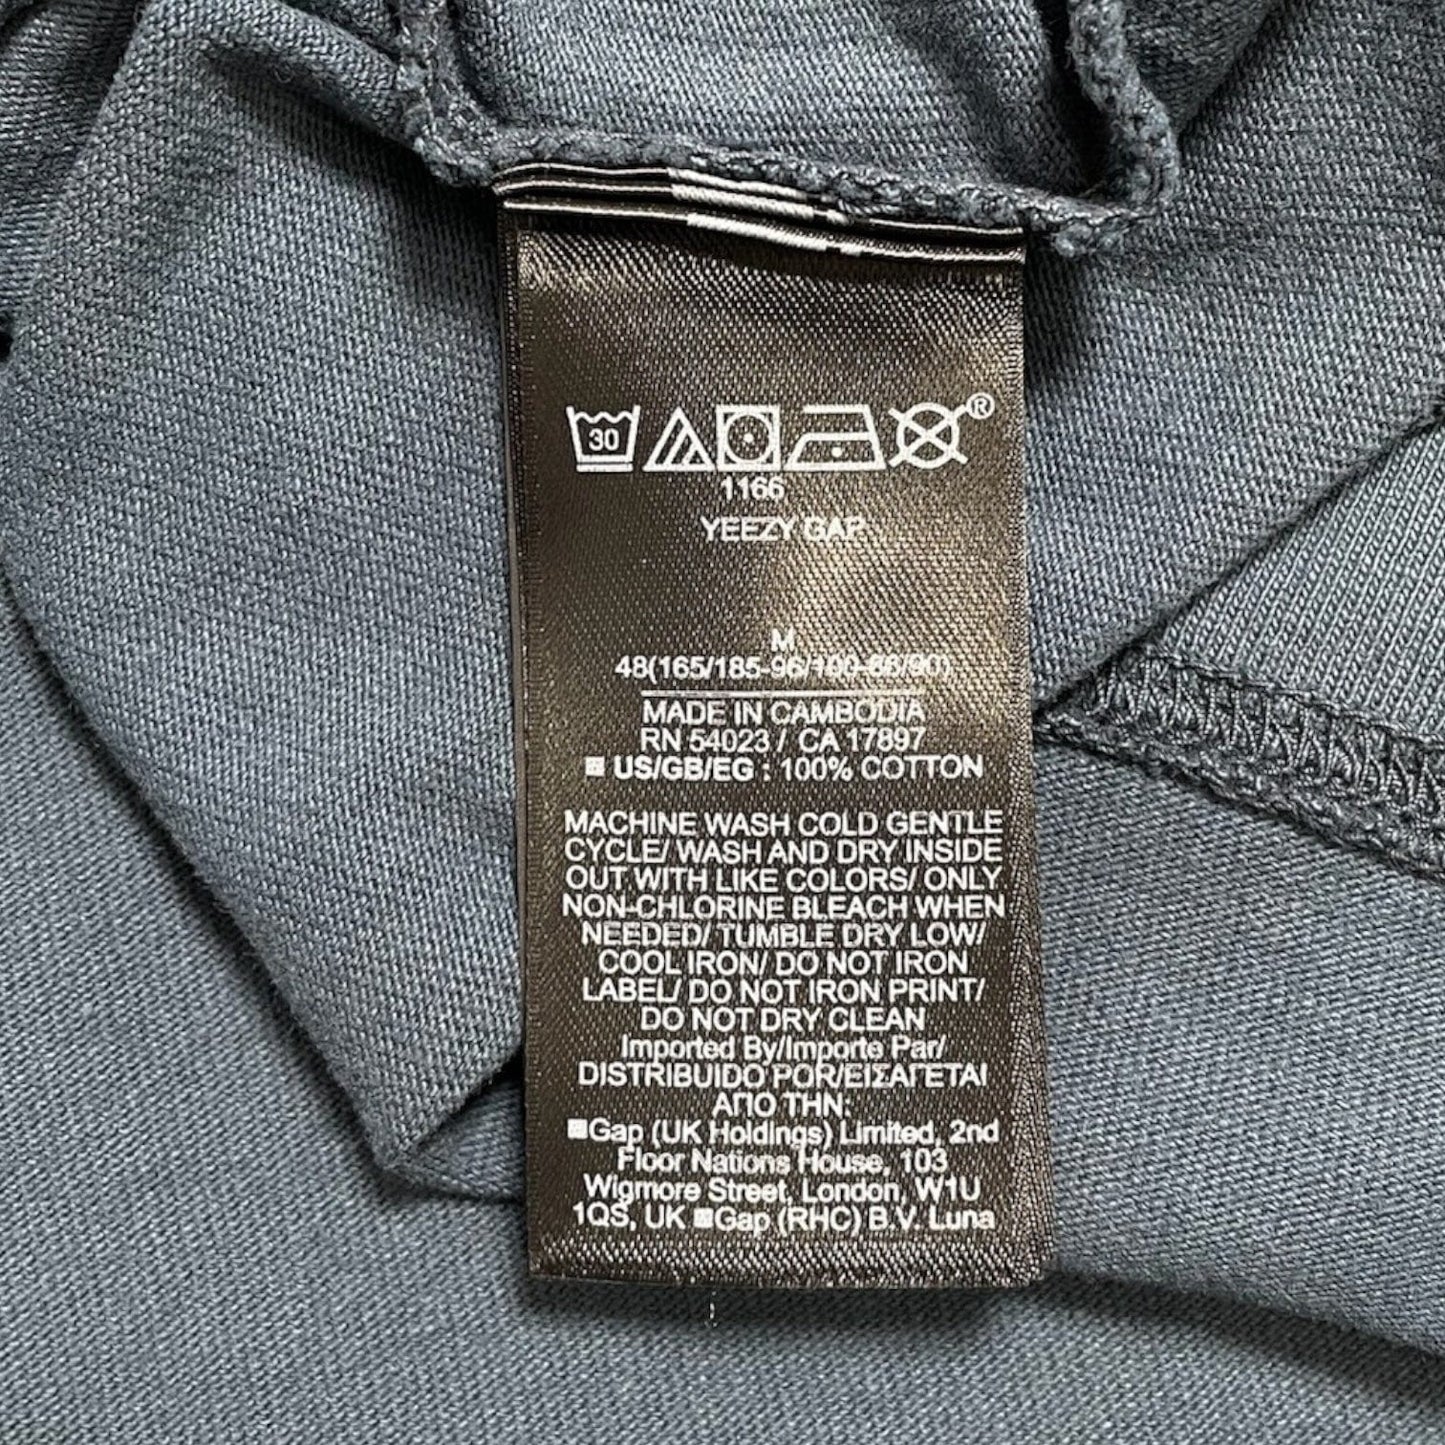 30
®
1166
YEEZY GAP
M
48(165/185-96/100-86/90)
MADE IN CAMBODIA
RN 54023 / CA 17897
US/GB/EG : 100% COTTON
MACHINE WASH COLD GENTLE
CYCLE/ WASH AND DRY INSIDE
OUT WITH LIKE COLORS/ ONLY
NON-CHLORINE BLEACH WHEN
NEEDED/ TUMBLE DRY LOW/
COOL IRON/ DO NOT IRON
LABEL/ DO NOT IRON PRINT/
DO NOT DRY CLEAN
Imported By/Importe Par/
DISTRIBUIDO POR/ΕΙΣΑΓΕΤΑΙ
ΑΠΟ ΤΗΝ:
Gap (UK Holdings) Limited, 2nd
Floor Nations House, 103
Wigmore Street, London, W1U
1QS, UK Gap (RHC) B.V. Luna